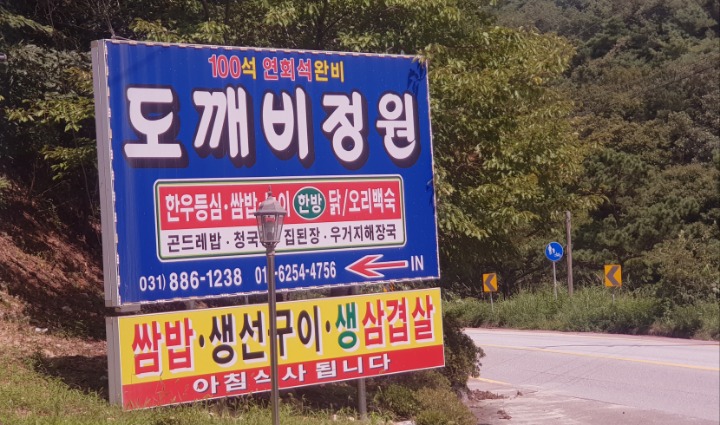 100석 연회석완비
도깨비정원
한우등심·쌈밥· 한방 닭/오리백숙
곤드레밥·청국 집된장·우거지해장국
031) 886-1238 6254-4756 IN
쌈밥·생선구이·생삼겹살
아침식사 됩니다